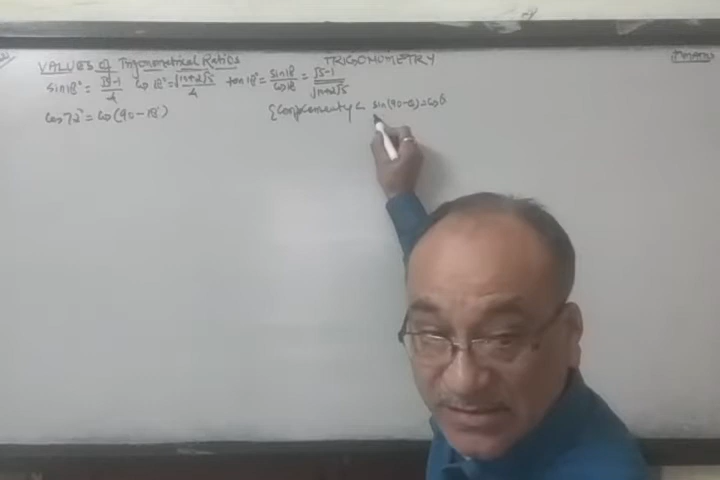 TRIGONOMETRY
VALUES of Trigonometrical Ratios
sin18° = √5-1/4 Cos 18° = √10+2√5/4 tan 18° = sin18/cos18 = √5-1/√10+2√5
Cos 72° = Cos (90-18) { Complementary < sin(90-θ)=cosθ